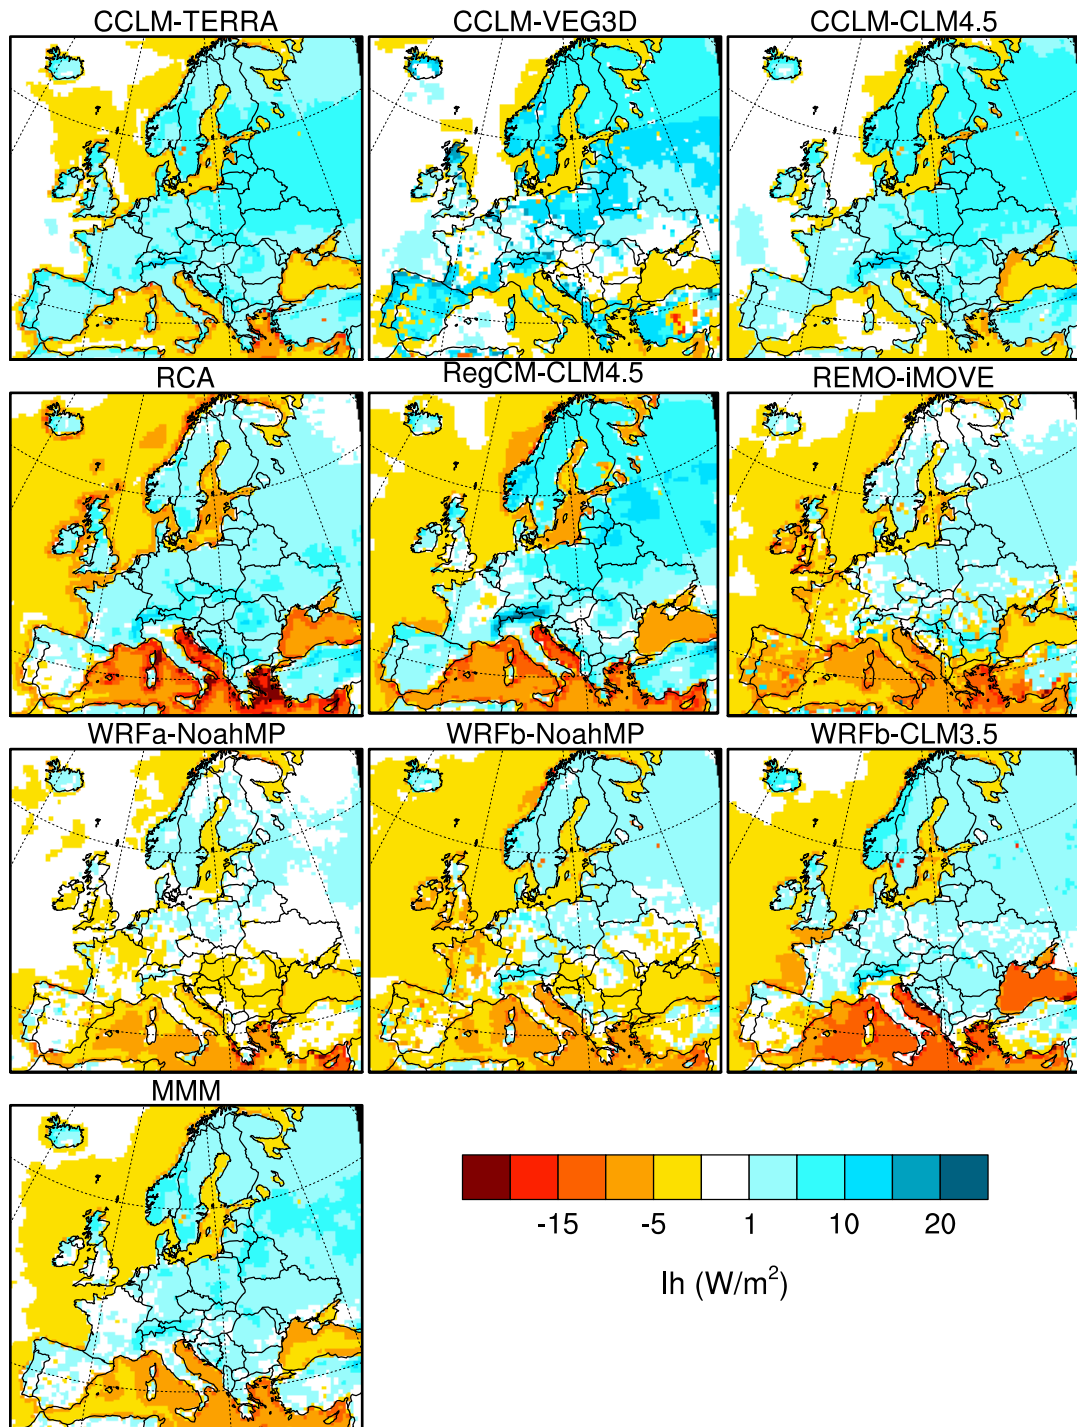 CCLM-TERRA CCLM-VEG3D CCLM-CLM4.5
RCA RegCM-CLM4.5 REMO-iMOVE
WRFa-NoahMP WRFb-NoahMP WRFb-CLM3.5
MMM
-15 -5 1 10 20
lh (W/m²)